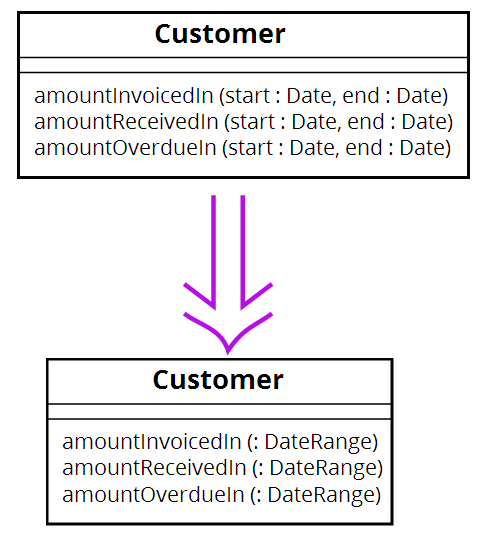 Customer
amountInvoicedIn (start : Date, end : Date)
amountReceivedIn (start : Date, end : Date)
amountOverdueIn (start : Date, end : Date)
Customer
amountInvoicedIn (: DateRange)
amountReceivedIn (: DateRange)
amountOverdueIn (: DateRange)